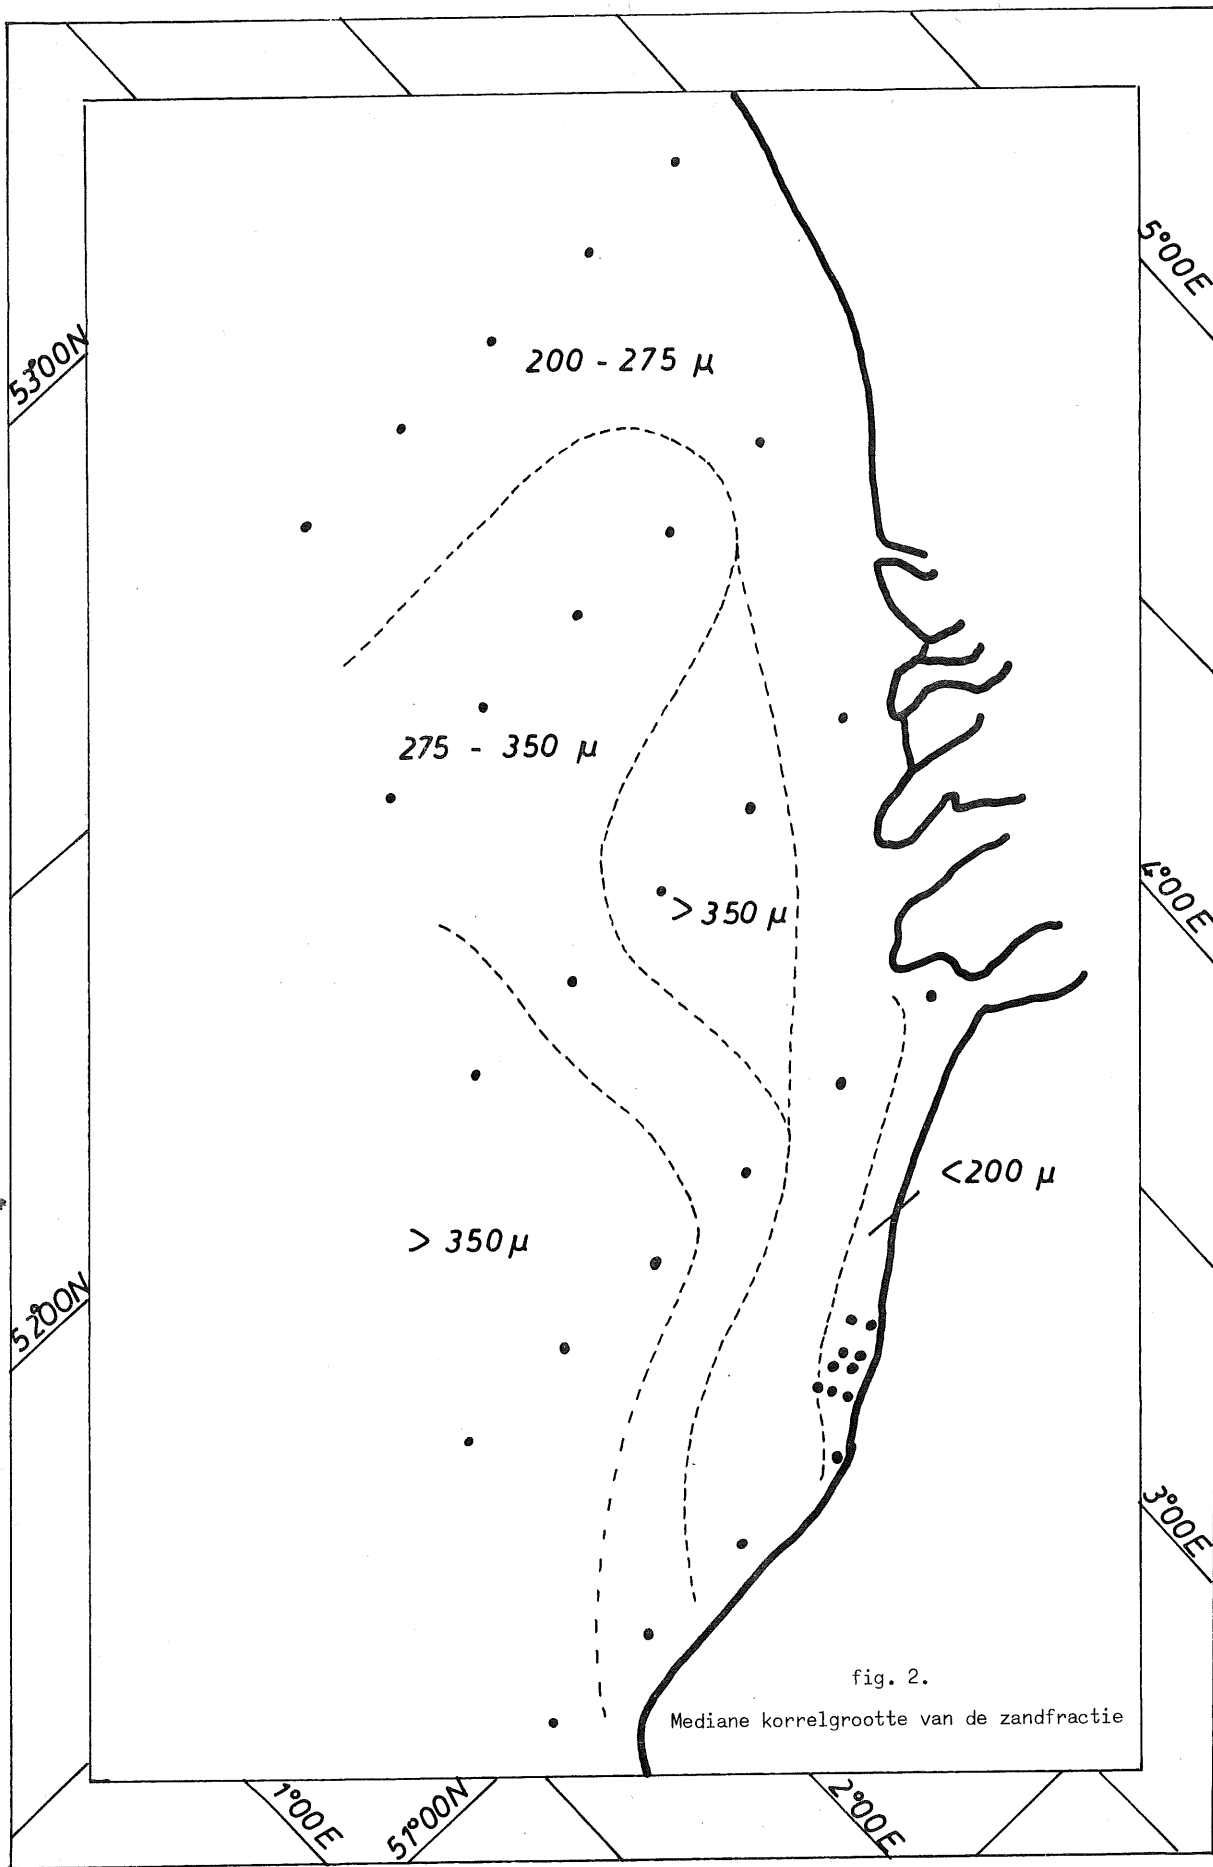 5°00E
53°00N
200 - 275 μ
275 - 350 μ
4°00E
> 350 μ
<200 μ
> 350 μ
52°00N
3°00E
fig. 2.
Mediane korrelgrootte van de zandfractie
1°00E
51°00N
2°00E